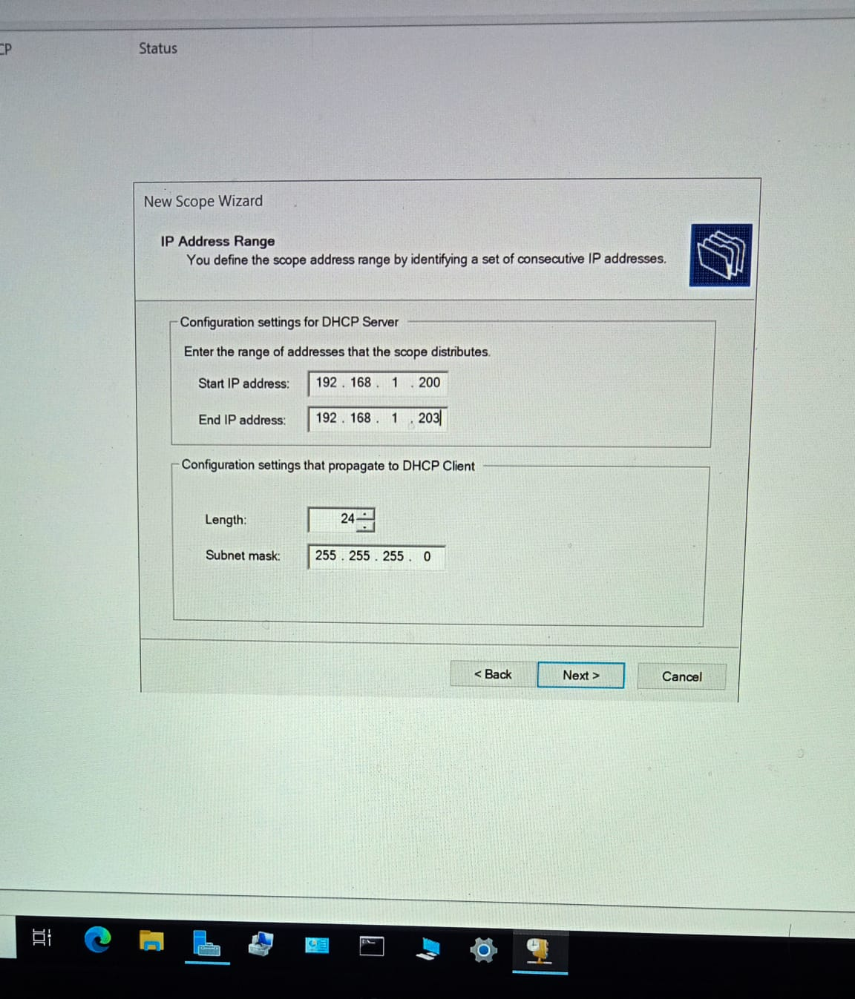 CP
Status
New Scope Wizard
IP Address Range
You define the scope address range by identifying a set of consecutive IP addresses.
Configuration settings for DHCP Server
Enter the range of addresses that the scope distributes.
Start IP address: 192 . 168 . 1 . 200
End IP address: 192 . 168 . 1 . 203
Configuration settings that propagate to DHCP Client
Length: 24
Subnet mask: 255 . 255 . 255 . 0
< Back Next > Cancel